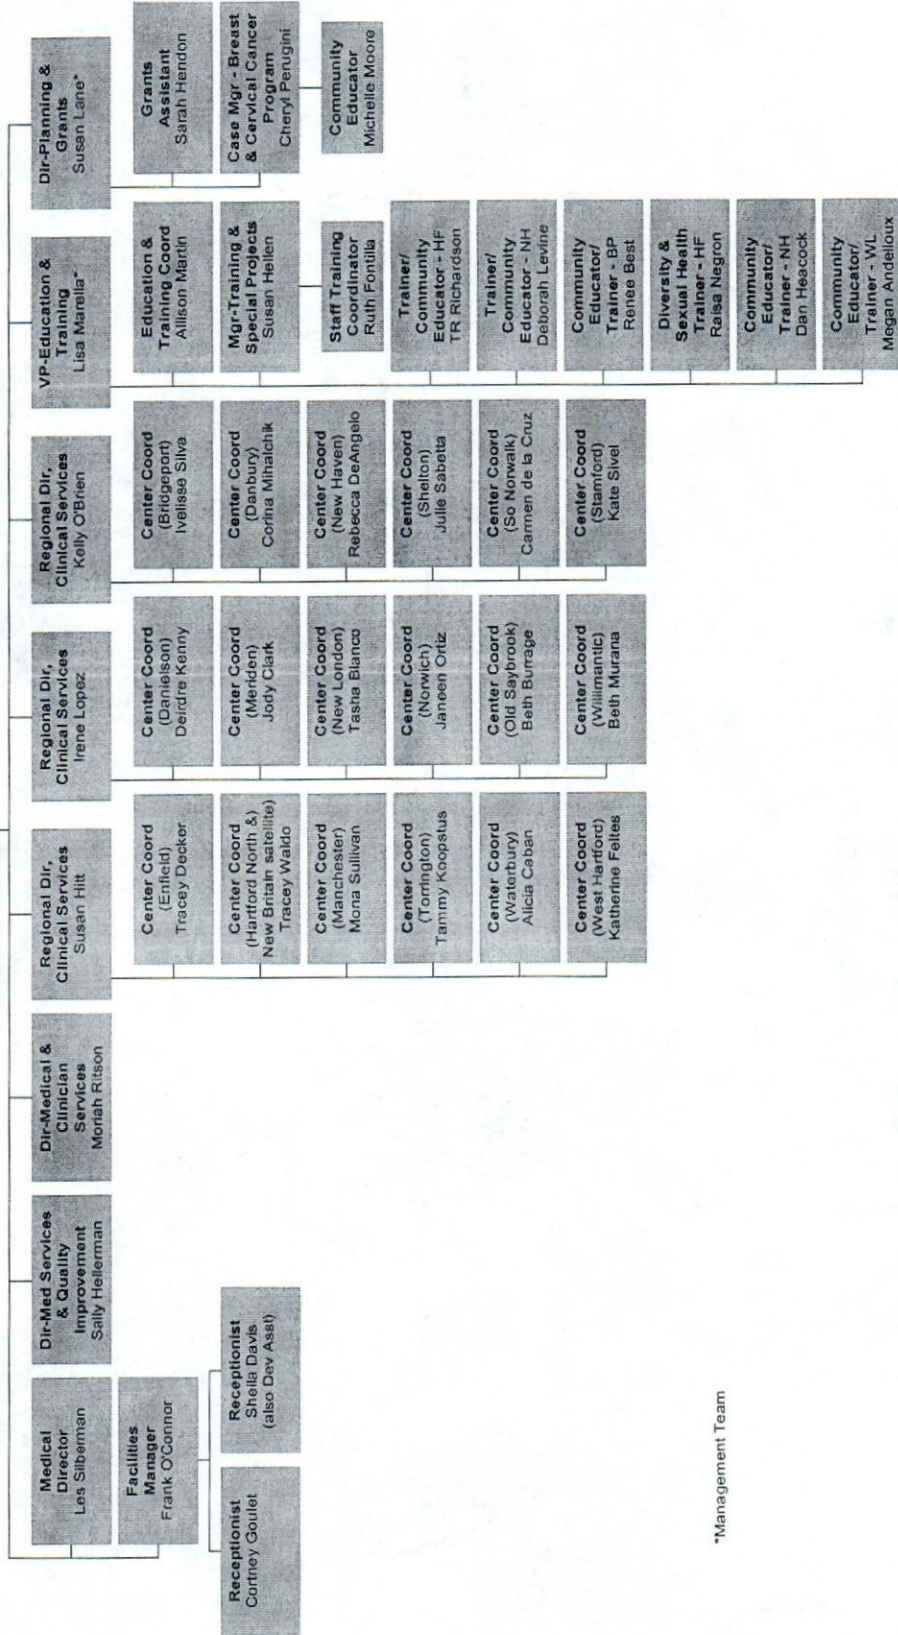 Medical
Director
Les Silberman
Facilities
Manager
Frank O'Connor
Receptionist
Cortney Goulet
Receptionist
Sheila Davis
(also Dev Asst)
Dir-Med Services
& Quality
Improvement
Sally Hellerman
Dir-Medical &
Clinician
Services
Moriah Ritson
Regional Dir,
Clinical Services
Susan Hitt
Center Coord
(Enfield)
Tracey Decker
Center Coord
(Hartford North &)
New Britain satellite)
Tracey Waldo
Center Coord
(Manchester)
Mona Sullivan
Center Coord
(Torrington)
Tammy Koopstus
Center Coord
(Waterbury)
Alicia Caban
Center Coord
(West Hartford)
Katherine Feltes
Regional Dir,
Clinical Services
Irene Lopez
Center Coord
(Danielson)
Deirdre Kenny
Center Coord
(Meriden)
Jody Clark
Center Coord
(New London)
Tasha Blanco
Center Coord
(Norwich)
Janeen Ortiz
Center Coord
(Old Saybrook)
Beth Burrage
Center Coord
(Willimantic)
Beth Murana
Regional Dir,
Clinical Services
Kelly O'Brien
Center Coord
(Bridgeport)
Ivelisse Silva
Center Coord
(Danbury)
Corina Mihalchik
Center Coord
(New Haven)
Rebecca DeAngelo
Center Coord
(Shelton)
Julie Sabetta
Center Coord
(So Norwalk)
Carmen de la Cruz
Center Coord
(Stamford)
Kate Sivel
VP-Education &
Training
Lisa Marella*
Education &
Training Coord
Allison Martin
Mgr-Training &
Special Projects
Susan Hellen
Staff Training
Coordinator
Ruth Fontilla
Trainer/
Community
Educator - HF
TR Richardson
Trainer/
Community
Educator - NH
Deborah Levine
Community
Educator/
Trainer - BP
Renee Best
Diversity &
Sexual Health
Trainer - HF
Raisa Negron
Community
Educator/
Trainer - NH
Dan Heacock
Community
Educator/
Trainer - WL
Megan Andelloux
Dir-Planning &
Grants
Susan Lane*
Grants
Assistant
Sarah Hendon
Case Mgr - Breast
& Cervical Cancer
Program
Cheryl Perugini
Community
Educator
Michelle Moore
*Management Team